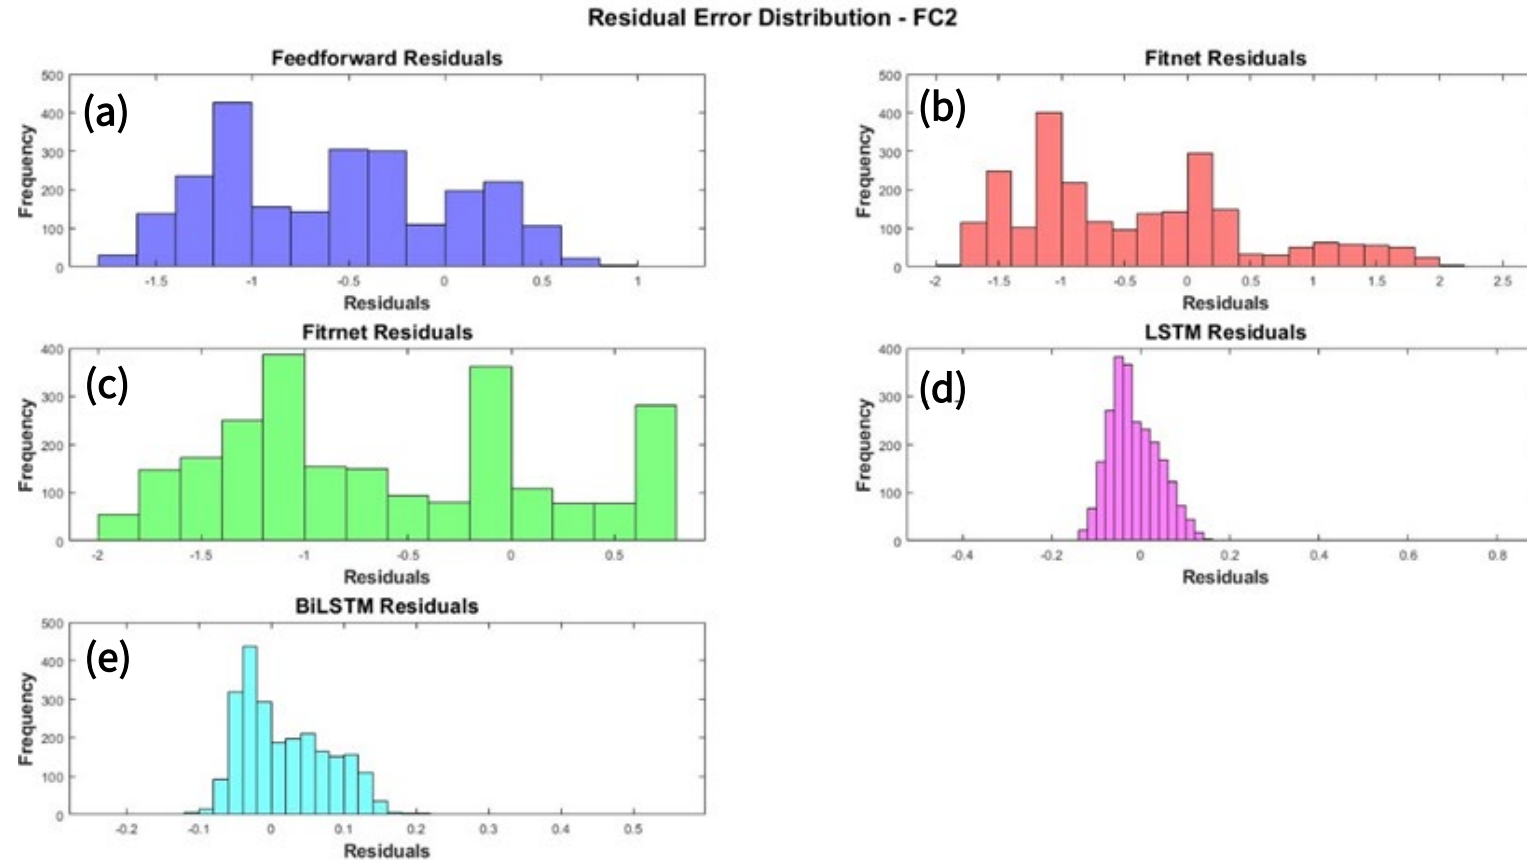 Residual Error Distribution - FC2
Feedforward Residuals
(a)
Frequency
500
400
300
200
100
0
-1.5 -1 -0.5 0 0.5 1
Residuals
Fitnet Residuals
(b)
Frequency
500
400
300
200
100
0
-2 -1.5 -1 -0.5 0 0.5 1 1.5 2 2.5
Residuals
Fitrnet Residuals
(c)
Frequency
400
300
200
100
0
-2 -1.5 -1 -0.5 0 0.5
Residuals
LSTM Residuals
(d)
Frequency
400
300
200
100
0
-0.4 -0.2 0 0.2 0.4 0.6 0.8
Residuals
BiLSTM Residuals
(e)
Frequency
500
400
300
200
100
0
-0.2 -0.1 0 0.1 0.2 0.3 0.4 0.5
Residuals